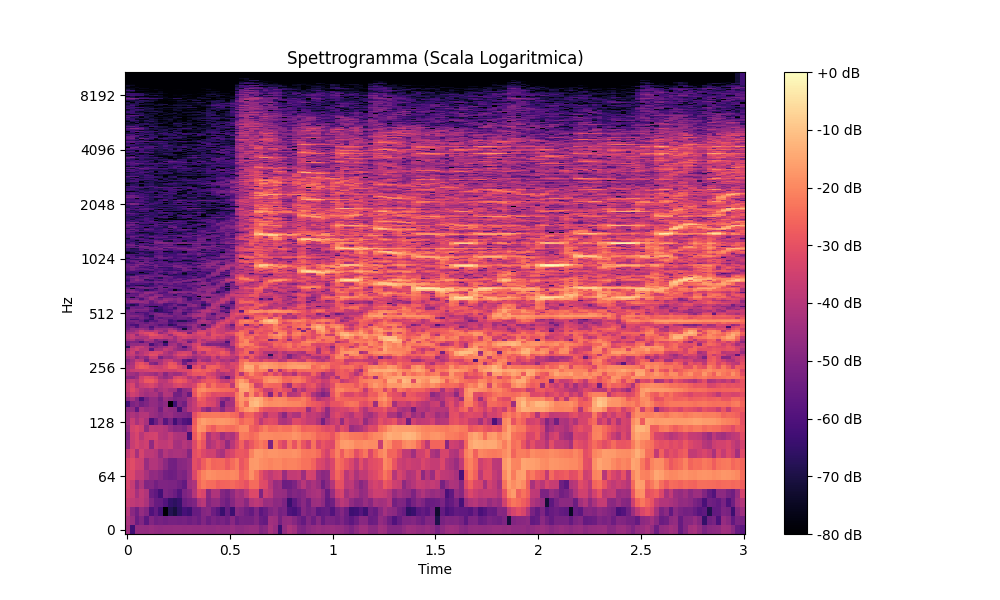 Spettrogramma (Scala Logaritmica)
Hz
8192
4096
2048
1024
512
256
128
64
0
0
0.5
1
1.5
2
2.5
3
Time
+0 dB
-10 dB
-20 dB
-30 dB
-40 dB
-50 dB
-60 dB
-70 dB
-80 dB